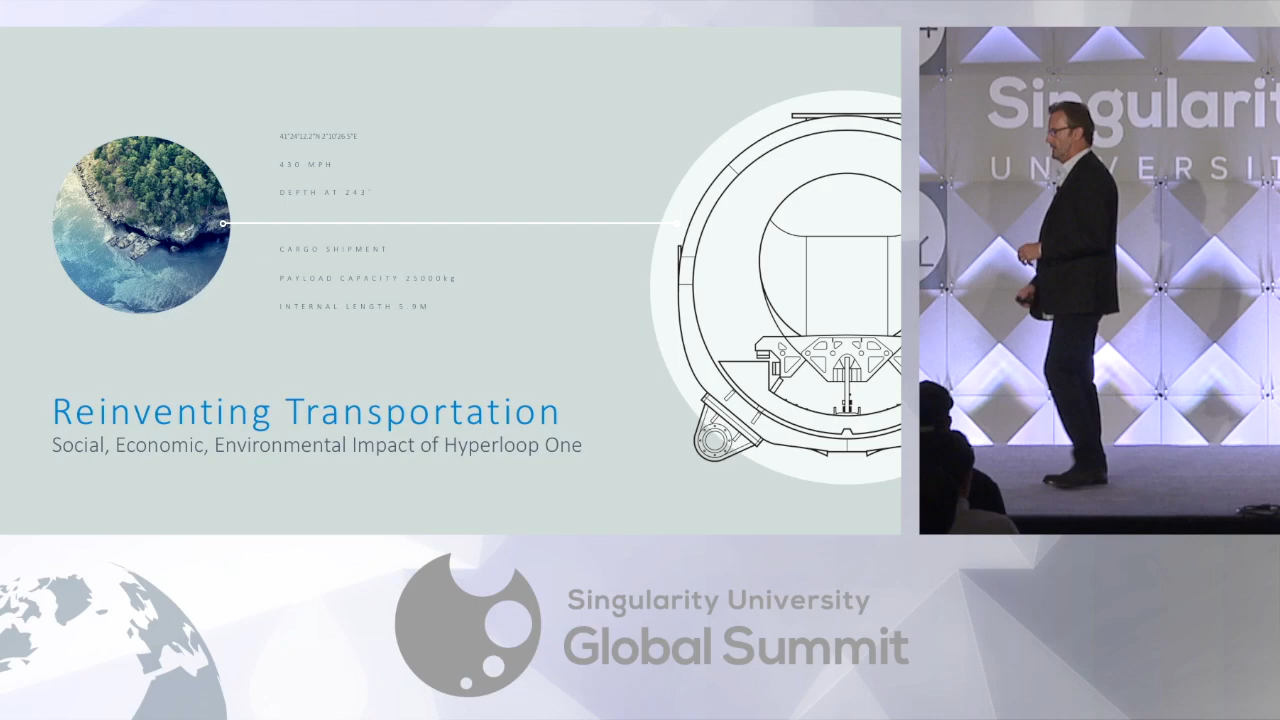 41°24'12.2"N 2°10'26.5"E
430 MPH
DEPTH AT 243'
CARGO SHIPMENT
PAYLOAD CAPACITY 25000kg
INTERNAL LENGTH 5.9M
Reinventing Transportation
Social, Economic, Environmental Impact of Hyperloop One
Singularit
UNIVERSIT
Singularity University
Global Summit